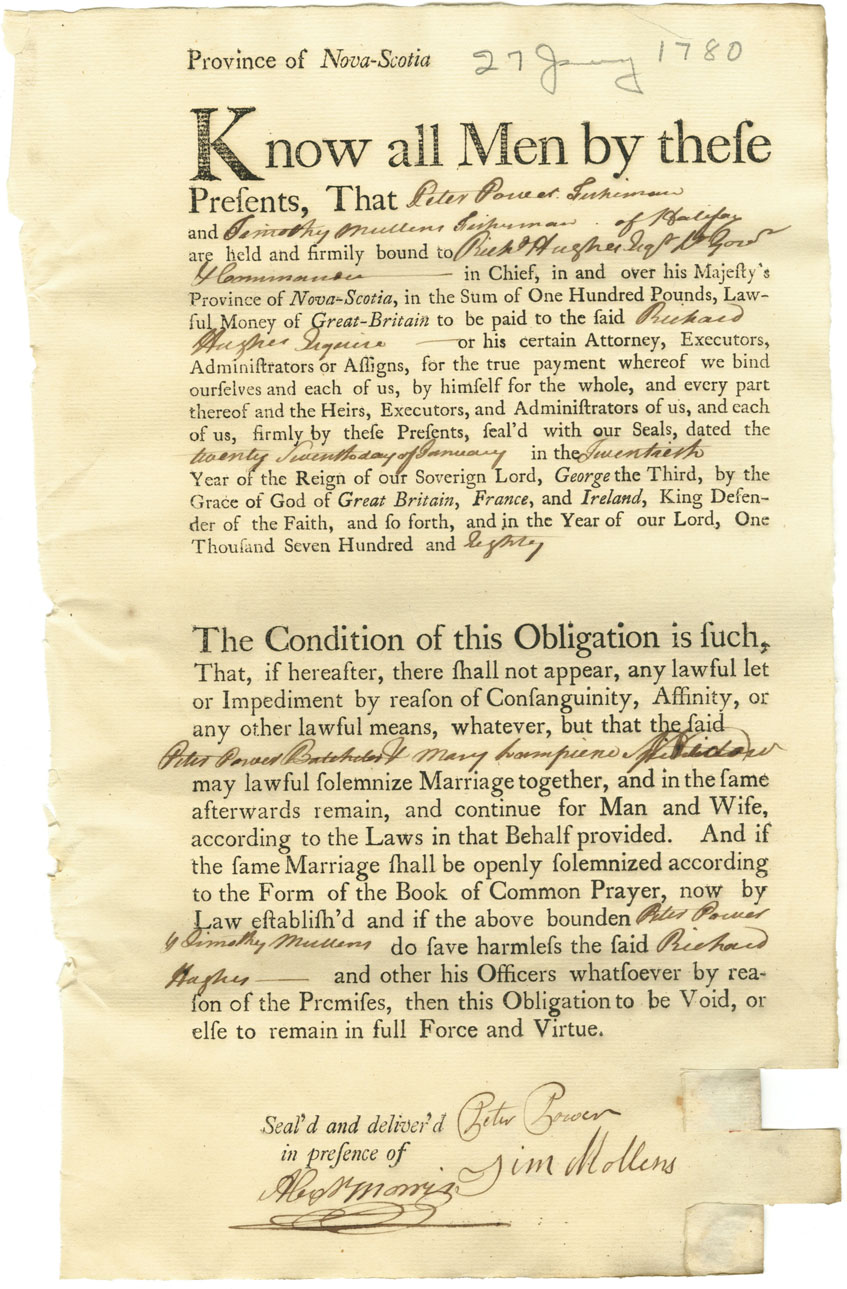 Province of Nova-Scotia 27 Janury 1780
Know all Men by theſe
Preſents, That Peter Power Fisherman
and Timothy Mullens Fisherman of Halifax
are held and firmily bound to Richd Hughes Esqr Lt Govr
& Commander in Chief, in and over his Majeſty's
Province of Nova-Scotia, in the Sum of One Hundred Pounds, Law-
ful Money of Great-Britain to be paid to the ſaid Richard
Hughes Esquire or his certain Attorney, Executors,
Adminiſtrators or Aſſigns, for the true payment whereof we bind
ourſelves and each of us, by himſelf for the whole, and every part
thereof and the Heirs, Executors, and Adminiſtrators of us, and each
of us, firmly by theſe Preſents, ſeal'd with our Seals, dated the
twenty Seventh day of January in the Twentieth
Year of the Reign of our Soverign Lord, George the Third, by the
Grace of God of Great Britain, France, and Ireland, King Defen-
der of the Faith, and ſo forth, and in the Year of our Lord, One
Thouſand Seven Hundred and Eighty
The Condition of this Obligation is ſuch,
That, if hereafter, there ſhall not appear, any lawful let
or Impediment by reaſon of Conſanguinity, Affinity, or
any other lawful means, whatever, but that the ſaid
Peter Power Batchelor & Mary Lampiere Widow
may lawful ſolemnize Marriage together, and in the ſame
afterwards remain, and continue for Man and Wife,
according to the Laws in that Behalf provided. And if
the ſame Marriage ſhall be openly ſolemnized according
to the Form of the Book of Common Prayer, now by
Law eſtabliſh'd and if the above bounden Peter Power
& Timothy Mullens do ſave harmleſs the ſaid Richard
Hughes and other his Officers whatſoever by rea-
ſon of the Premiſes, then this Obligation to be Void, or
elſe to remain in full Force and Virtue.
Seal'd and deliver'd Peter Power
in preſence of Tim Mollens
Alexr Morris